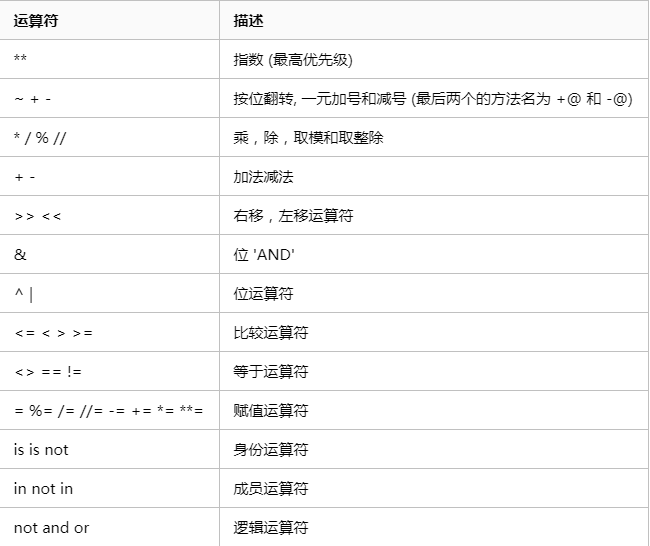 运算符 描述
** 指数 (最高优先级)
~ + - 按位翻转, 一元加号和减号 (最后两个的方法名为 +@ 和 -@)
* / % // 乘，除，取模和取整除
+ - 加法减法
>> << 右移，左移运算符
& 位 'AND'
^ | 位运算符
<= < > >= 比较运算符
<> == != 等于运算符
= %= /= //= -= += *= **= 赋值运算符
is is not 身份运算符
in not in 成员运算符
not and or 逻辑运算符